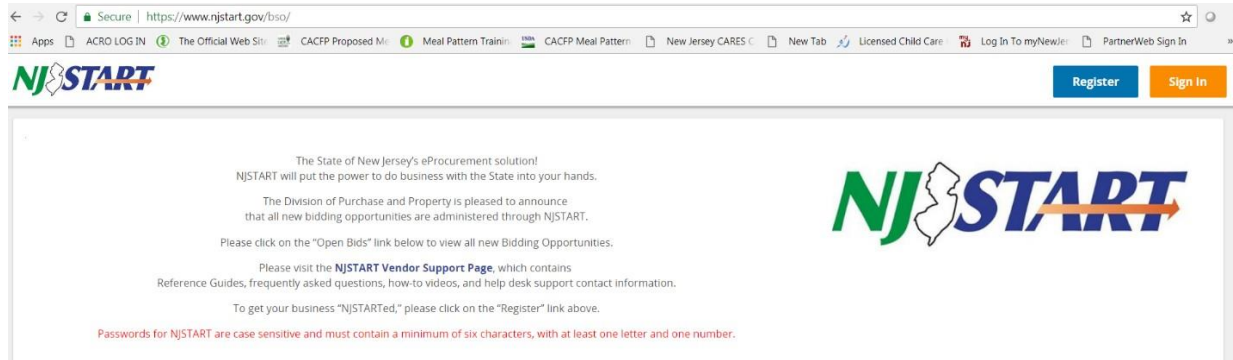 Secure | https://www.njstart.gov/bso/
Apps ACRO LOG IN The Official Web Sit CACFP Proposed Me Meal Pattern Trainin CACFP Meal Pattern New Jersey CARES C New Tab Licensed Child Care Log In To myNewJer PartnerWeb Sign In »
NJSTART
Register Sign In
The State of New Jersey's eProcurement solution!
NJSTART will put the power to do business with the State into your hands.
The Division of Purchase and Property is pleased to announce
that all new bidding opportunities are administered through NJSTART.
Please click on the "Open Bids" link below to view all new Bidding Opportunities.
Please visit the NJSTART Vendor Support Page, which contains
Reference Guides, frequently asked questions, how-to videos, and help desk support contact information.
To get your business "NJSTARTed," please click on the "Register" link above.
Passwords for NJSTART are case sensitive and must contain a minimum of six characters, with at least one letter and one number.
NJSTART